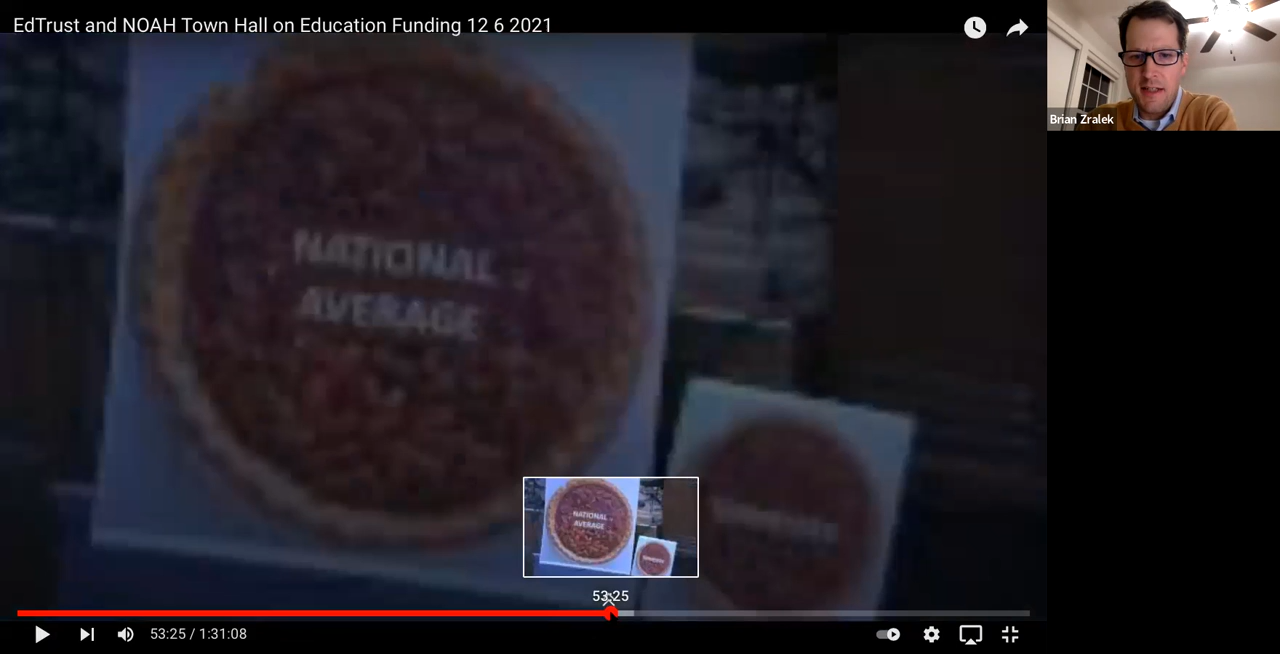 EdTrust and NOAH Town Hall on Education Funding 12 6 2021
Brian Zralek
NATIONAL
AVERAGE
NATIONAL
AVERAGE
53:25
53:25 / 1:31:08